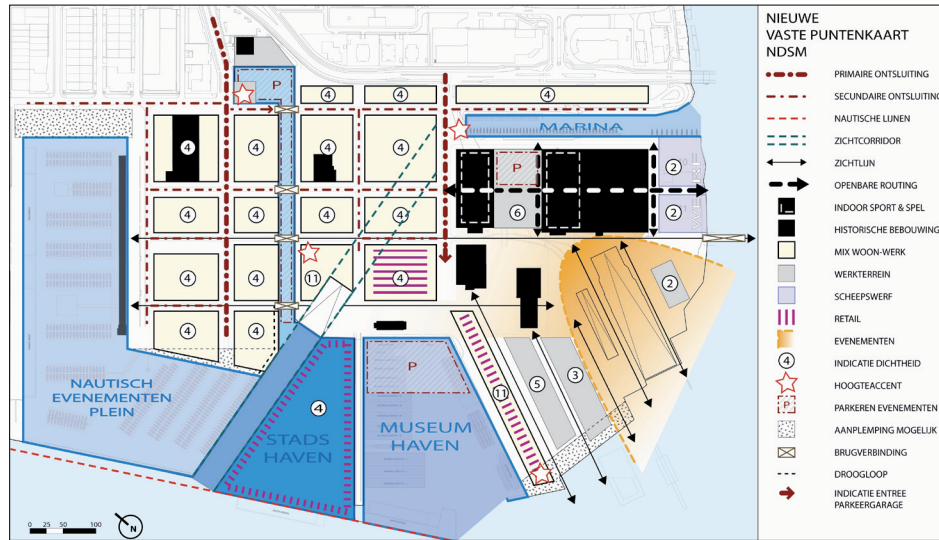 NIEUWE
VASTE PUNTENKAART
NDSM
PRIMAIRE ONTSLUITING
SECUNDAIRE ONTSLUITING
NAUTISCHE LIJNEN
ZICHTCORRIDOR
ZICHTLIJN
OPENBARE ROUTING
INDOOR SPORT & SPEL
HISTORISCHE BEBOUWING
MIX WOON-WERK
WERKTERREIN
SCHEEPSWERF
RETAIL
EVENEMENTEN
4 INDICATIE DICHTHEID
HOOGTEACCENT
P PARKEREN EVENEMENTEN
AANPLEMPING MOGELIJK
BRUGVERBINDING
DROOGLOOP
INDICATIE ENTREE
PARKEERGARAGE
P
4 4 4
MARINA
4 4 4 4
P
2
4 4 4 4
6
2
4 4 11 4
2
4 4
P
NAUTISCH
EVENEMENTEN
PLEIN
4
STADS
HAVEN
MUSEUM
HAVEN
11
5
3
0 25 50 100
N